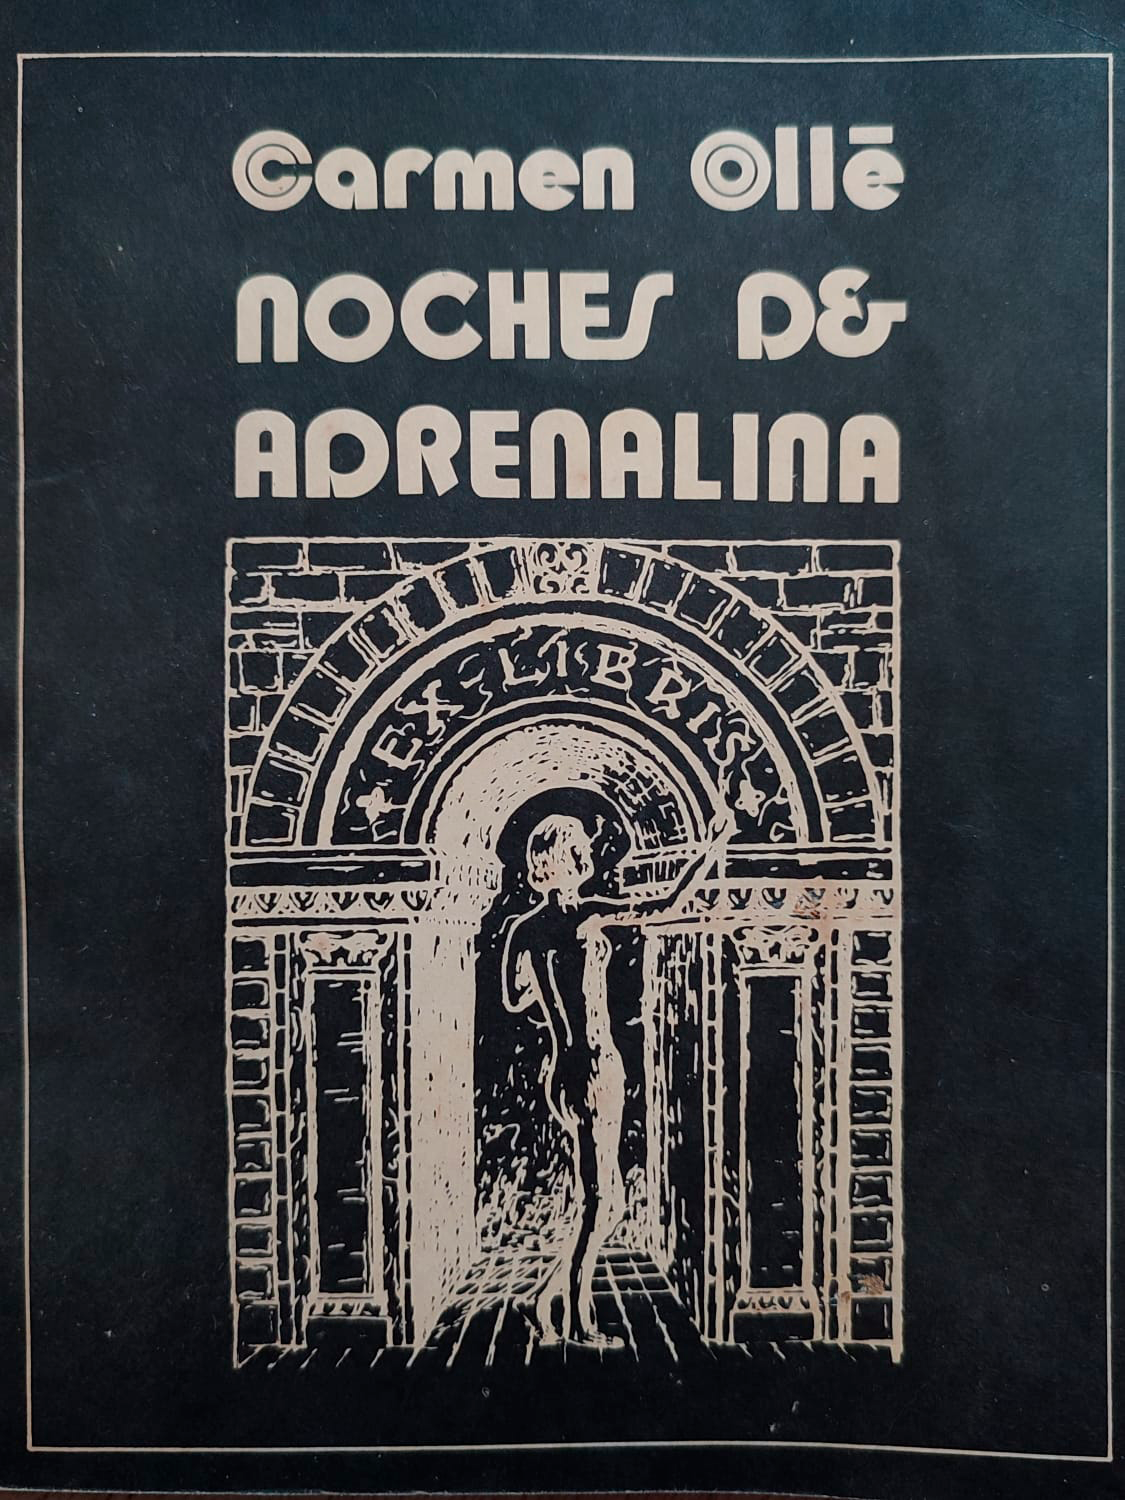 Carmen Ollé
NOCHES DE
ADRENALINA
EX-LIBRIS